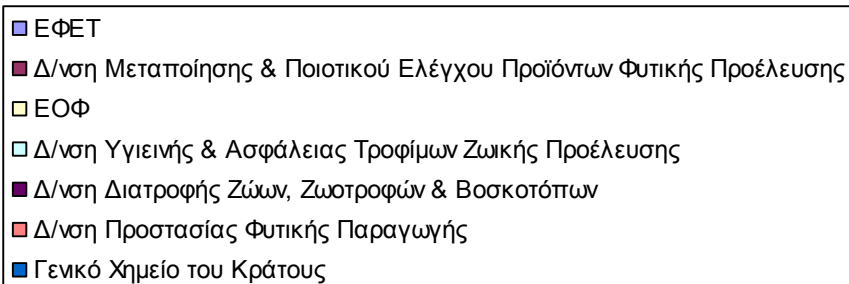 ΕΦΕΤ
Δ/νση Μεταποίησης & Ποιοτικού Ελέγχου Προϊόντων Φυτικής Προέλευσης
ΕΟΦ
Δ/νση Υγιεινής & Ασφάλειας Τροφίμων Ζωικής Προέλευσης
Δ/νση Διατροφής Ζώων, Ζωοτροφών & Βοσκοτόπων
Δ/νση Προστασίας Φυτικής Παραγωγής
Γενικό Χημείο του Κράτους